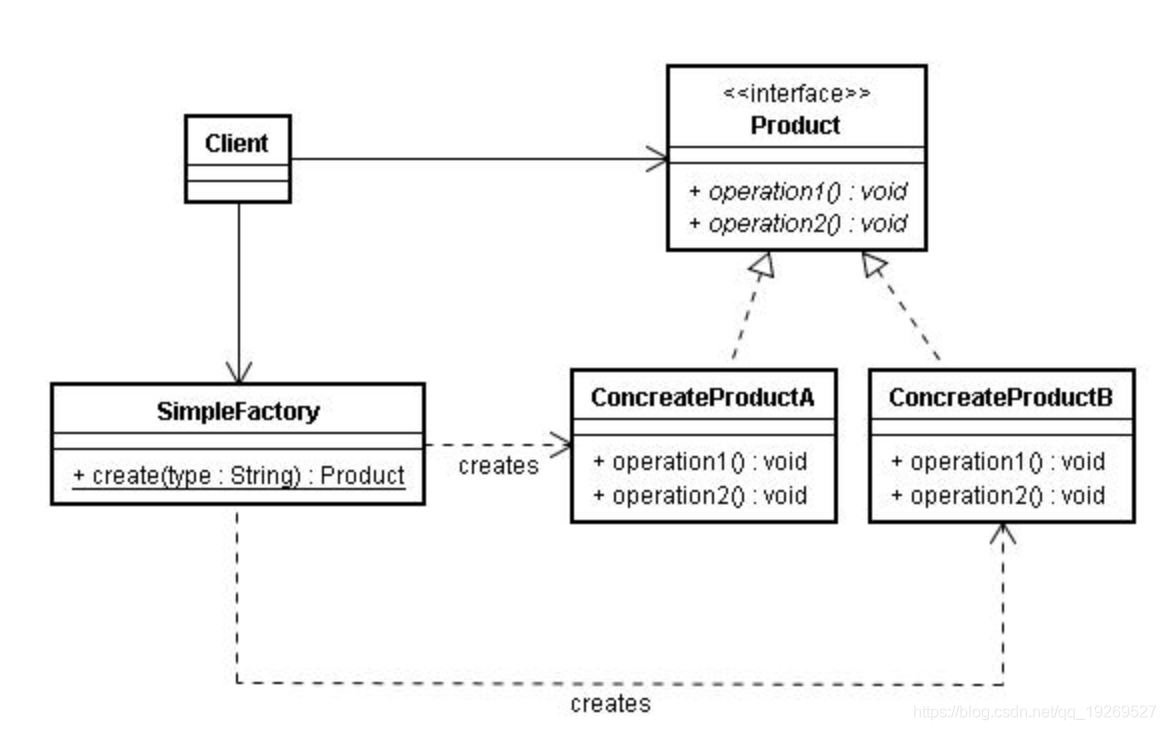 Client
<<interface>>
Product
+ operation1() : void
+ operation2() : void
SimpleFactory
+ create(type : String) : Product
creates
ConcreateProductA
+ operation1() : void
+ operation2() : void
ConcreateProductB
+ operation1() : void
+ operation2() : void
creates
https://blog.csdn.net/qq_19269527